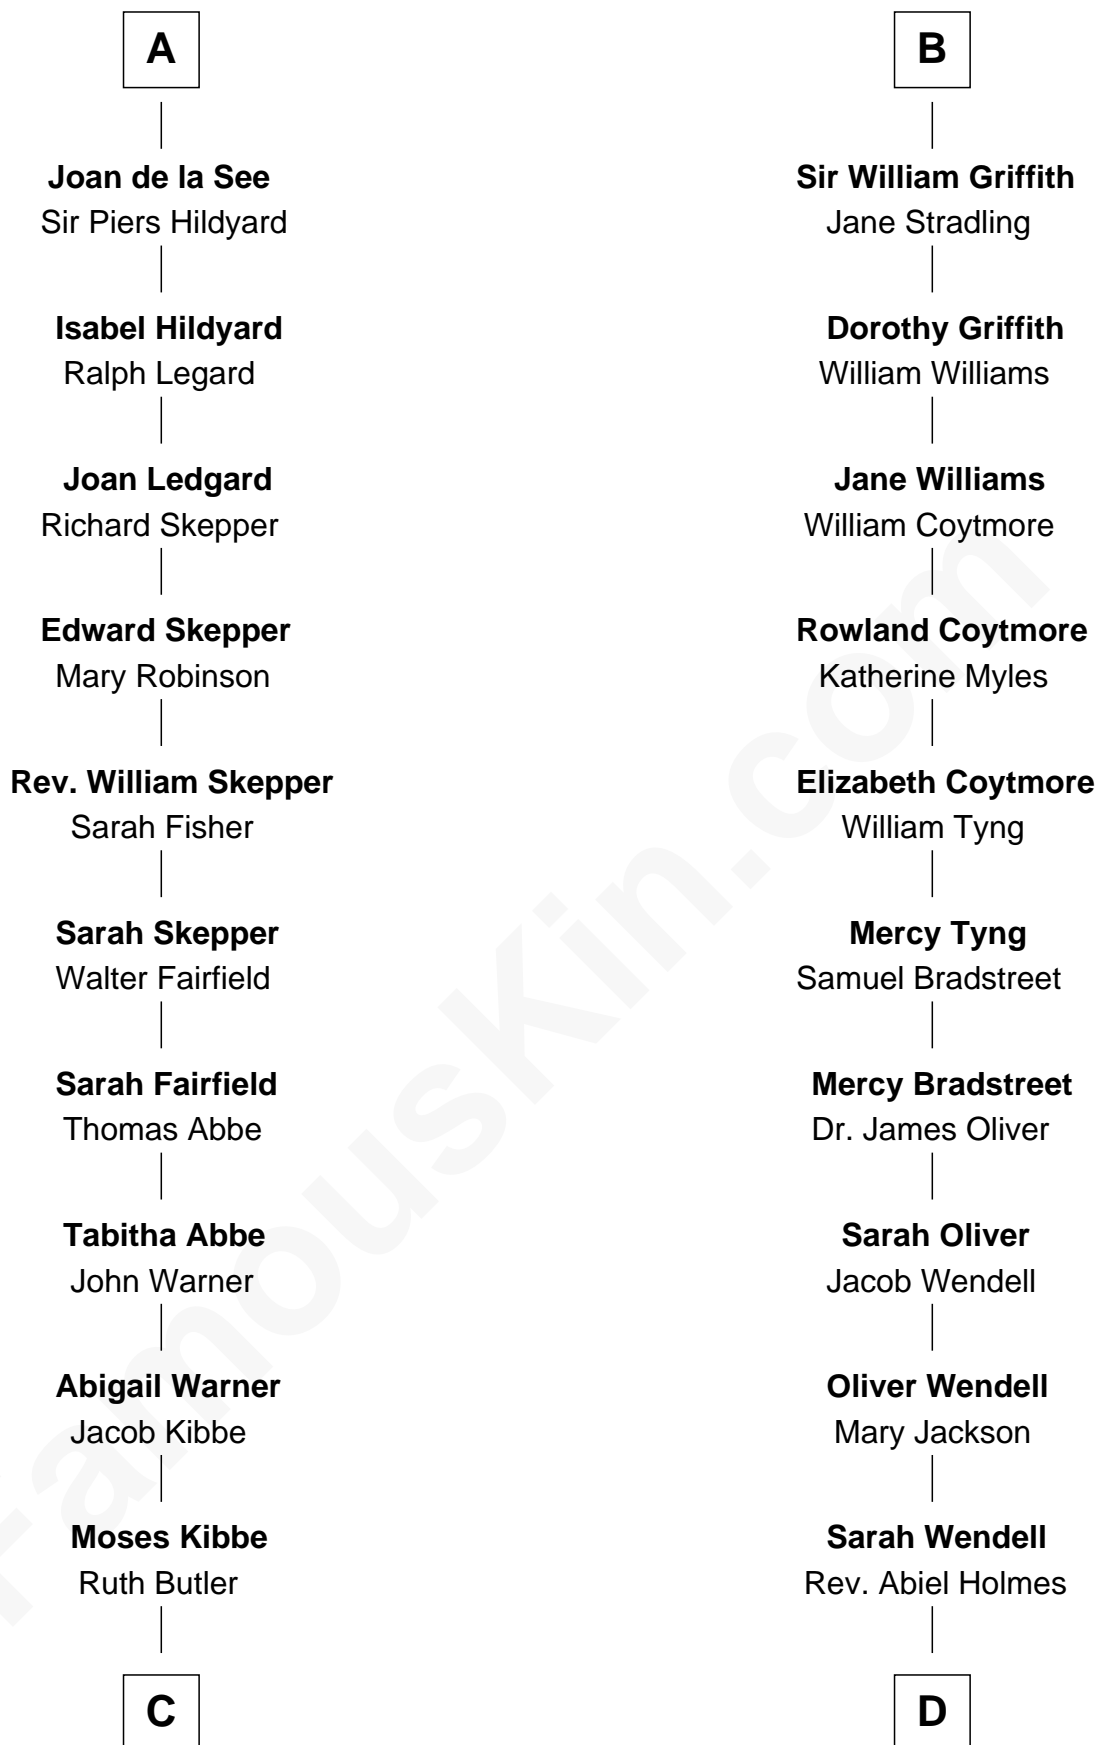 A
Joan de la See
Sir Piers Hildyard
Isabel Hildyard
Ralph Legard
Joan Ledgard
Richard Skepper
Edward Skepper
Mary Robinson
Rev. William Skepper
Sarah Fisher
Sarah Skepper
Walter Fairfield
Sarah Fairfield
Thomas Abbe
Tabitha Abbe
John Warner
Abigail Warner
Jacob Kibbe
Moses Kibbe
Ruth Butler
C
B
Sir William Griffith
Jane Stradling
Dorothy Griffith
William Williams
Jane Williams
William Coytmore
Rowland Coytmore
Katherine Myles
Elizabeth Coytmore
William Tyng
Mercy Tyng
Samuel Bradstreet
Mercy Bradstreet
Dr. James Oliver
Sarah Oliver
Jacob Wendell
Oliver Wendell
Mary Jackson
Sarah Wendell
Rev. Abiel Holmes
D
FamousKin.com